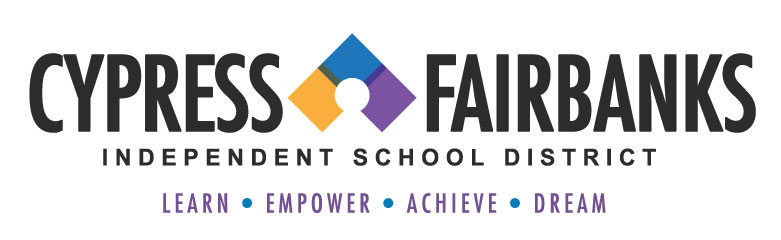 CYPRESS FAIRBANKS
INDEPENDENT SCHOOL DISTRICT
LEARN • EMPOWER • ACHIEVE • DREAM